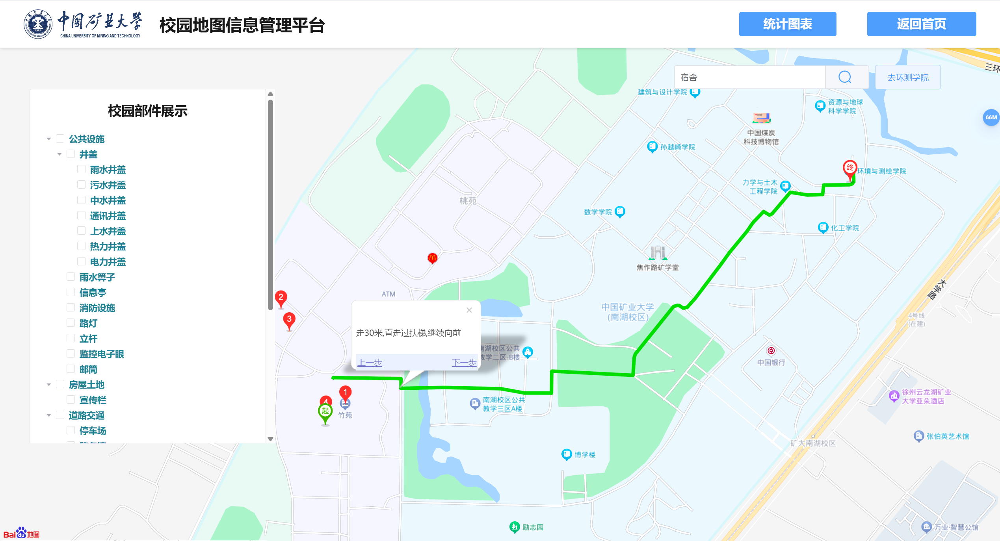 中国矿业大学
CHINA UNIVERSITY OF MINING AND TECHNOLOGY
1909
校园地图信息管理平台
统计图表
返回首页
宿舍
去环测学院
三环
66M
校园部件展示
公共设施
井盖
雨水井盖
污水井盖
中水井盖
通讯井盖
上水井盖
热力井盖
电力井盖
雨水箅子
信息亭
消防设施
路灯
立杆
监控电子眼
邮筒
房屋土地
宣传栏
道路交通
停车场
建筑与设计学院
资源与地球
科学学院
中国煤炭
科技博物馆
孙越崎学院
终
环境与测绘学院
力学与土木
工程学院
桃苑
数学学院
化工学院
焦作路矿学堂
大学路
ATM
2
3
中国矿业大学
(南湖校区)
4号线
(在建)
走30米,直走过扶梯,继续向前
上一步
下一步
南湖校区公共
教学二区-B楼
中国银行
1
4
起
竹苑
南湖校区公共
教学三区A楼
徐州云龙湖矿业
大学亚朵酒店
矿大南湖校区
张伯英艺术馆
博学楼
励志园
万业·智慧公馆
Bai du 地图